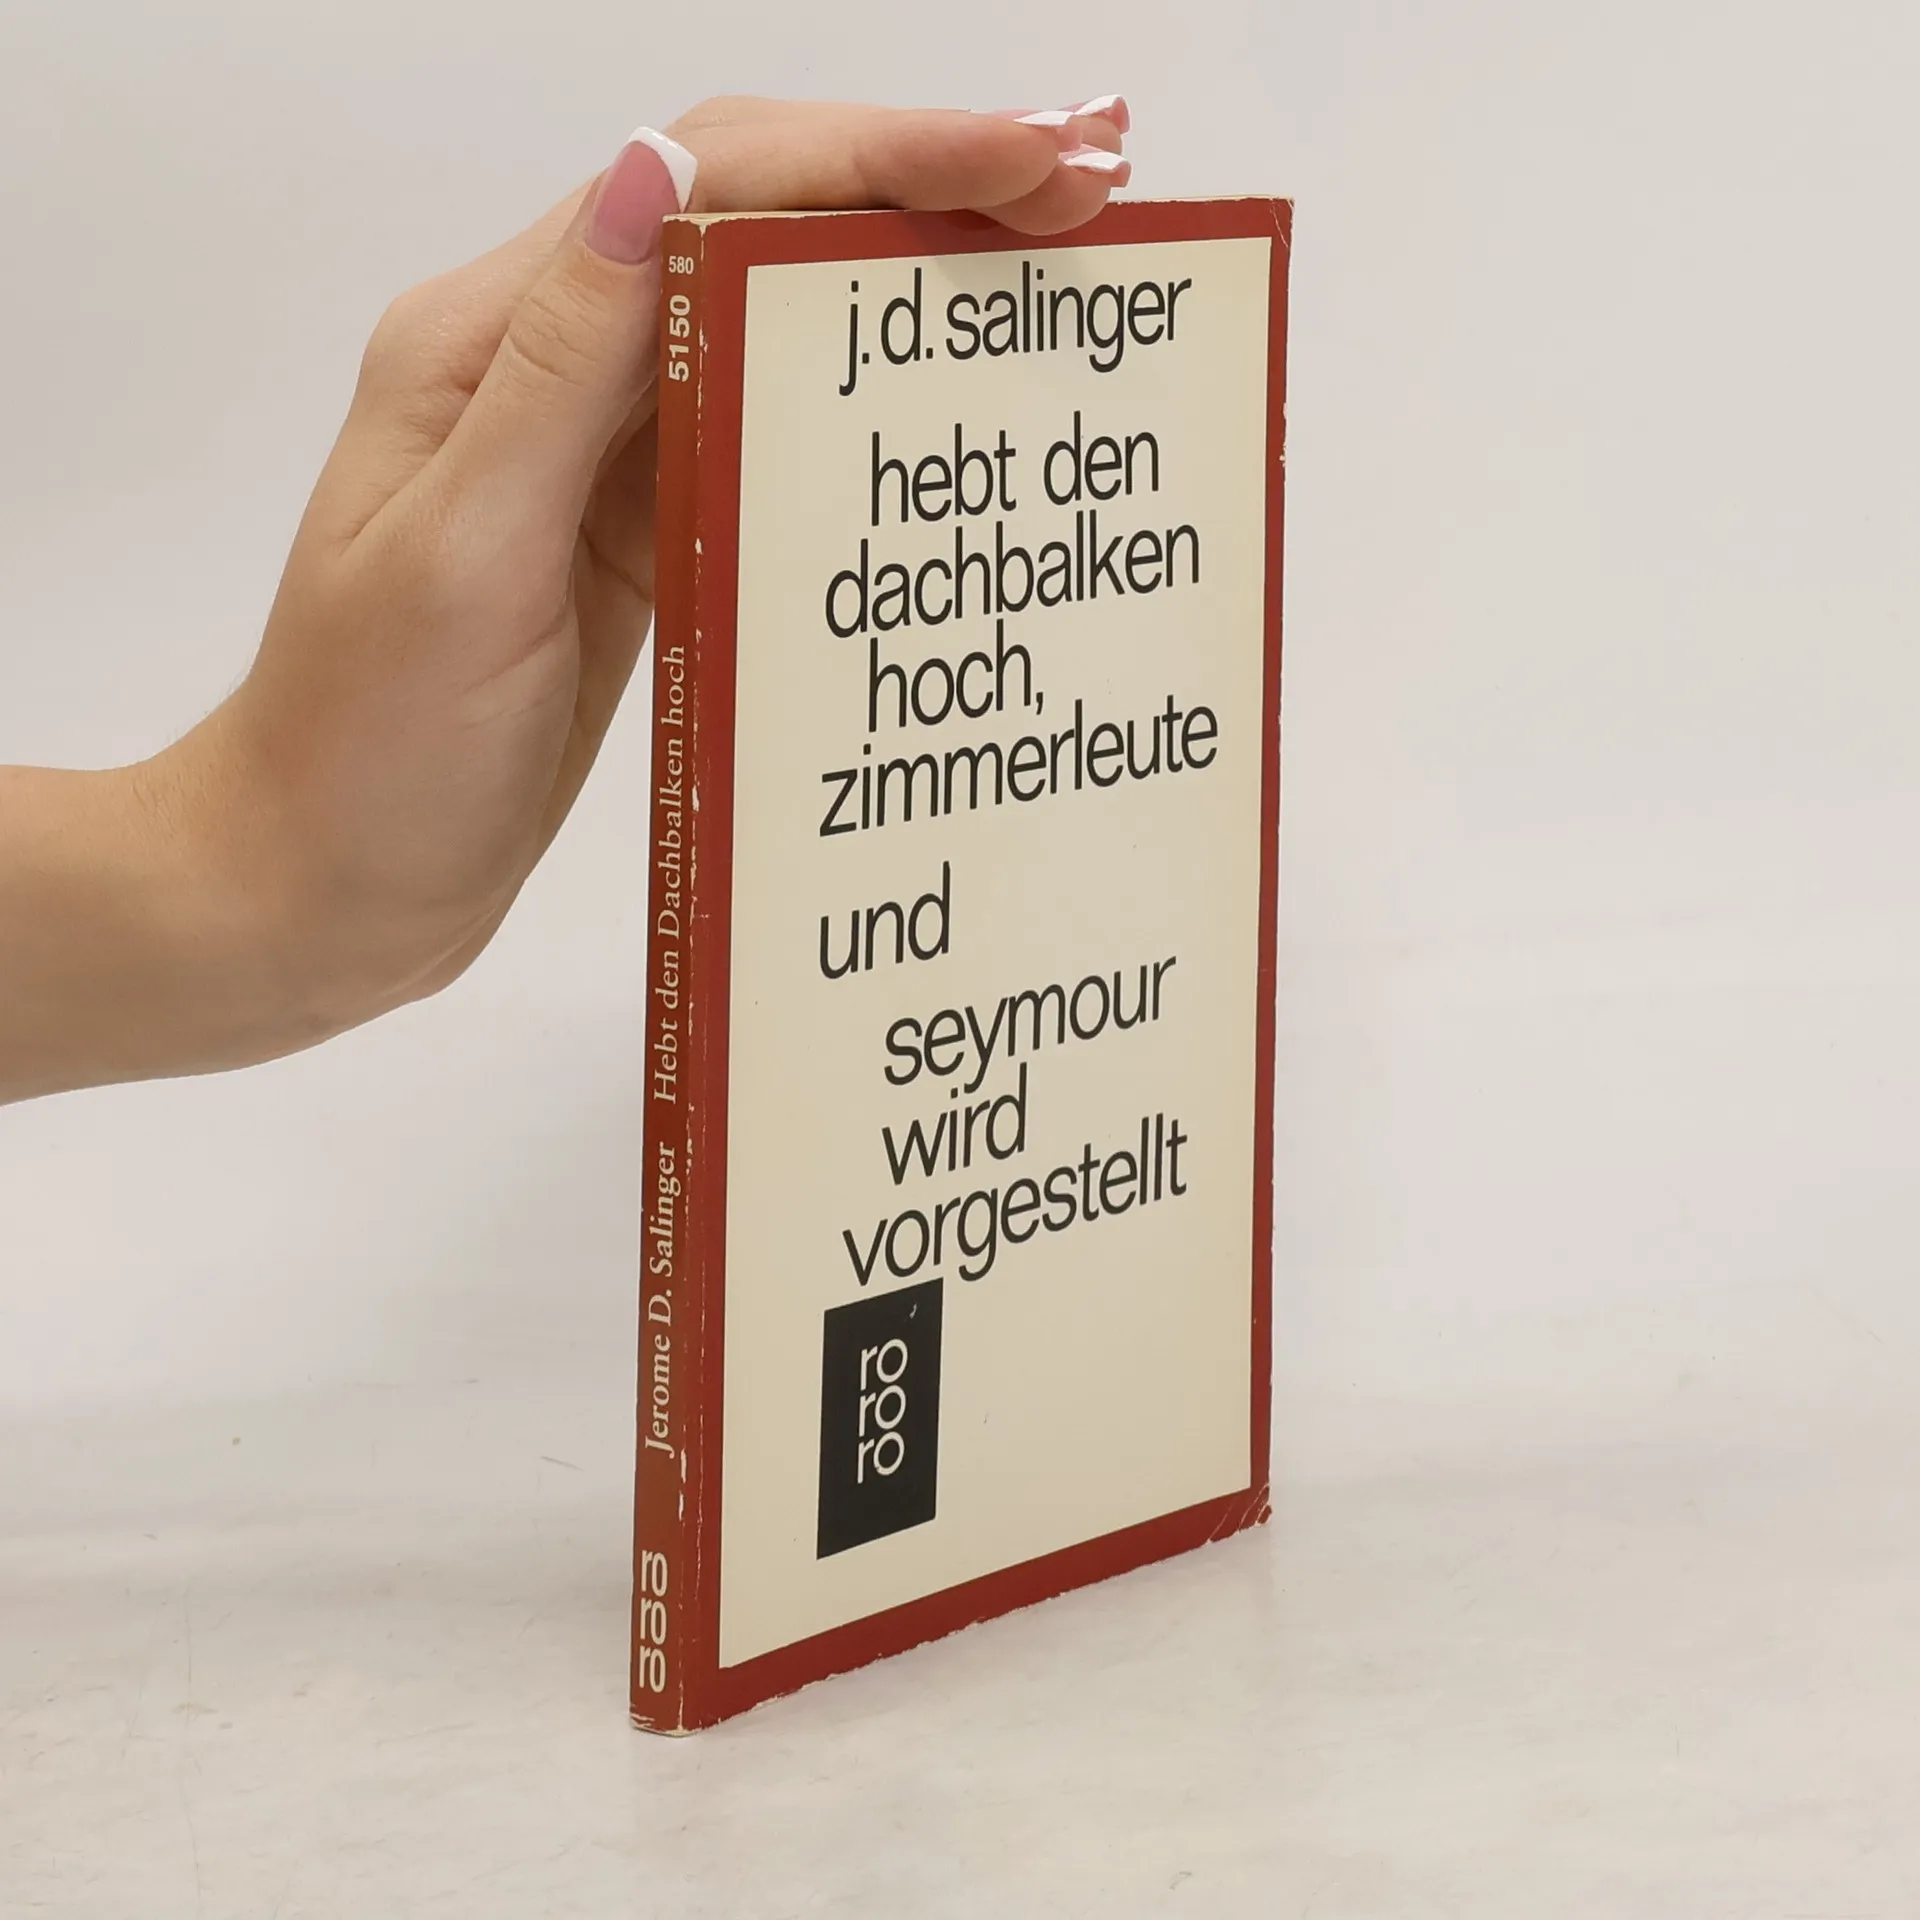 580
5150
Jerome D. Salinger Hebt den Dachbalken hoch
ro
ro
ro
j. d. salinger
hebt den
dachbalken
hoch,
zimmerleute
und
seymour
wird
vorgestellt
ro
ro
ro